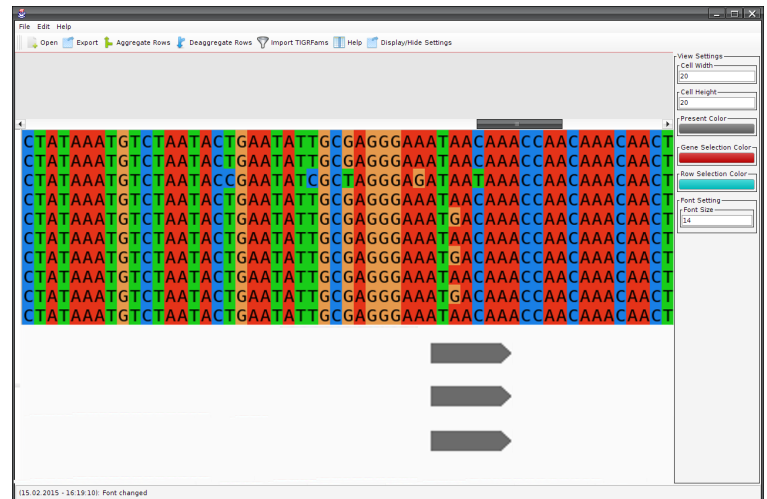 File Edit Help
Open Export Aggregate Rows Deaggregate Rows Import TIGRFams Help Display/Hide Settings
View Settings
Cell Width
20
Cell Height
20
Present Color
Gene Selection Color
Row Selection Color
Font Setting
Font Size
14
CTATAAATGTCTAATACTGAATATTGCGAGGGAAATAACAAACCAACAAACAACT
CTATAAATGTCTAATACTGAATATTGCGAGGGAAATAACAAACCAACAAACAACT
CTATAAATGTCTAATACCGAATATCGCTAGGGAGATAATAAACCAACAAACAACT
CTATAAATGTCTAATACTGAATATTGCGAGGGAAATAACAAACCAACAAACAACT
CTATAAATGTCTAATACTGAATATTGCGAGGGAAATGACAAACCAACAAACAACT
CTATAAATGTCTAATACTGAATATTGCGAGGGAAATAACAAACCAACAAACAACT
CTATAAATGTCTAATACTGAATATTGCGAGGGAAATGACAAACCAACAAACAACT
CTATAAATGTCTAATACTGAATATTGCGAGGGAAATAACAAACCAACAAACAACT
CTATAAATGTCTAATACTGAATATTGCGAGGGAAATGACAAACCAACAAACAACT
CTATAAATGTCTAATACTGAATATTGCGAGGGAAATAACAAACCAACAAACAACT
(15.02.2015 - 16:19:10): Font changed